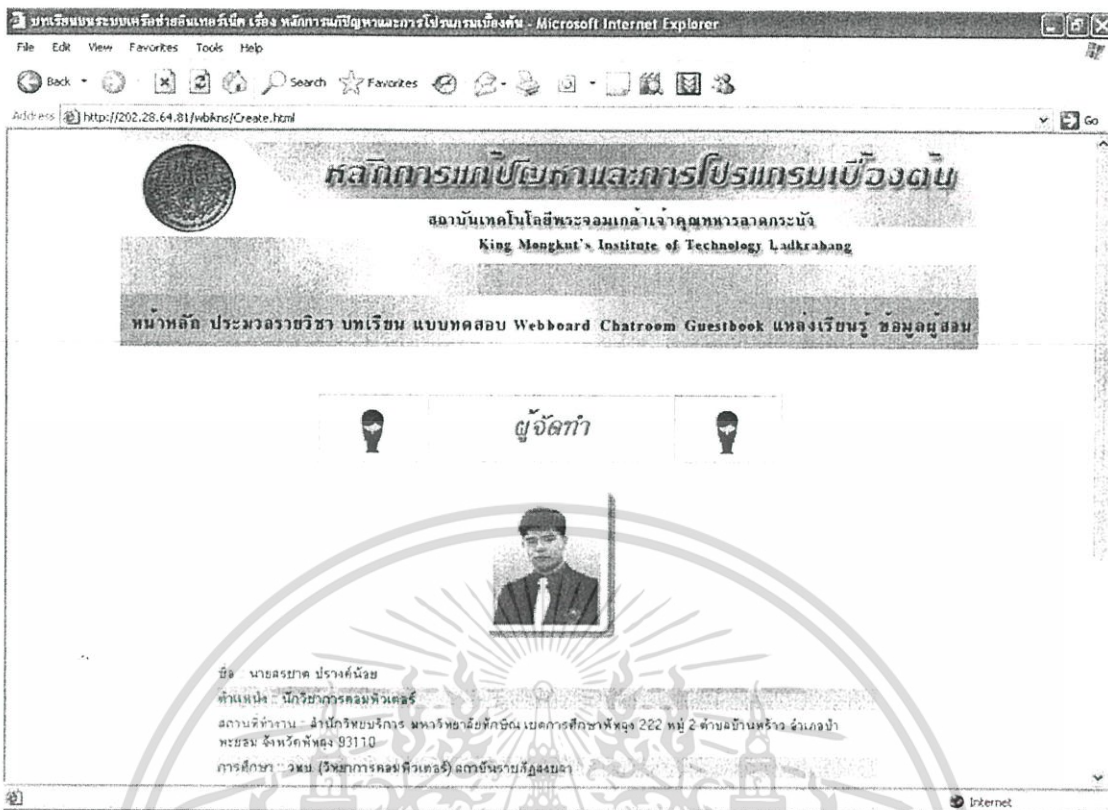 บทเรียนบนระบบเครือข่ายอินเทอร์เน็ต เรื่อง หลักการแก้ปัญหาและการโปรแกรมเบื้องต้น - Microsoft Internet Explorer
File Edit View Favorites Tools Help
Back Search Favorites
Address http://202.28.64.81/wbikns/Create.html Go
หลักการแก้ปัญหาและการโปรแกรมเบื้องต้น
สถาบันเทคโนโลยีพระจอมเกล้าเจ้าคุณทหารลาดกระบัง
King Mongkut's Institute of Technology Ladkrabang
หน้าหลัก ประมวลรายวิชา บทเรียน แบบทดสอบ Webboard Chatroom Guestbook แหล่งเรียนรู้ ข้อมูลผู้สอน
ผู้จัดทำ
ชื่อ : นายสรยาต ปรางค์น้อย
ตำแหน่ง : นักวิชาการคอมพิวเตอร์
สถานที่ทำงาน : สำนักวิทยบริการ มหาวิทยาลัยทักษิณ เขตการศึกษาพัทลุง 222 หมู่ 2 ตำบลบ้านพร้าว อำเภอป่า
พะยอม จังหวัดพัทลุง 93110
การศึกษา : วทบ. (วิทยาการคอมพิวเตอร์) สถาบันราชภัฏสงขลา
Internet